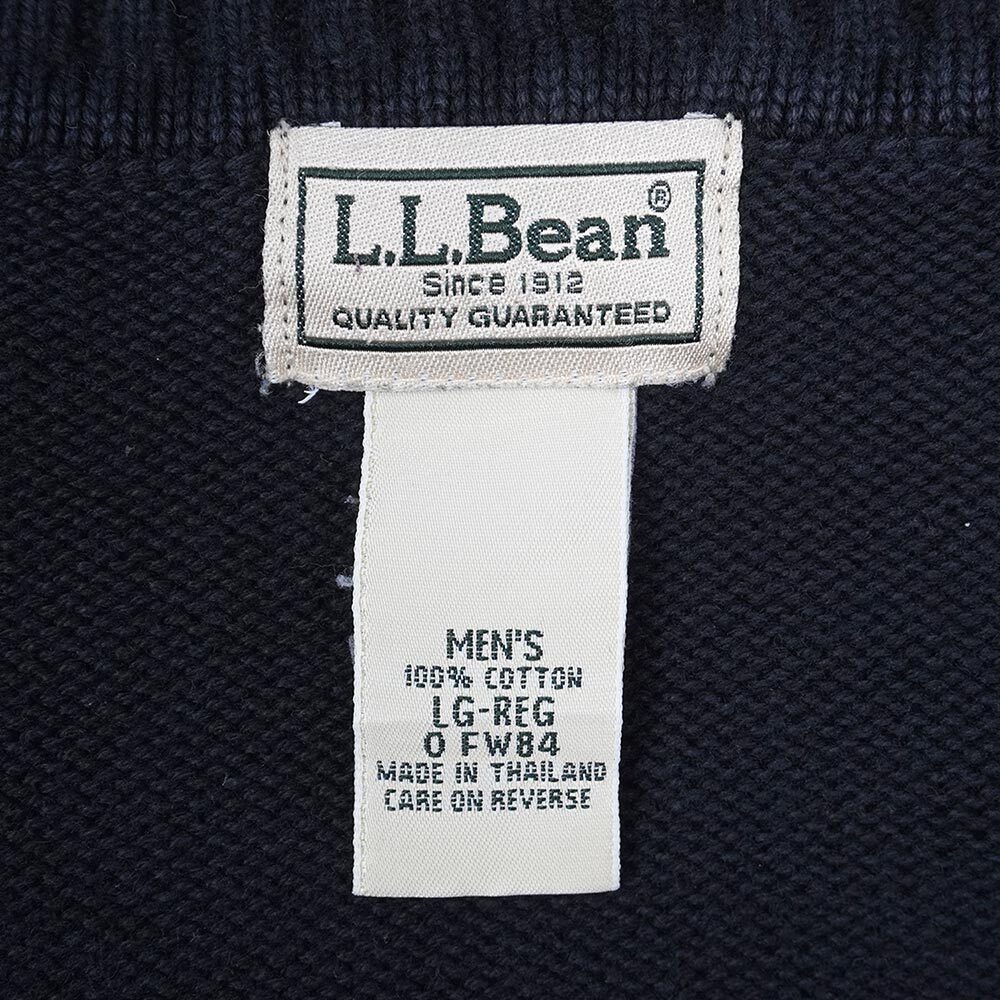 L.L.Bean®
Since 1912
QUALITY GUARANTEED
MEN'S
100% COTTON
LG-REG
0 FW84
MADE IN THAILAND
CARE ON REVERSE